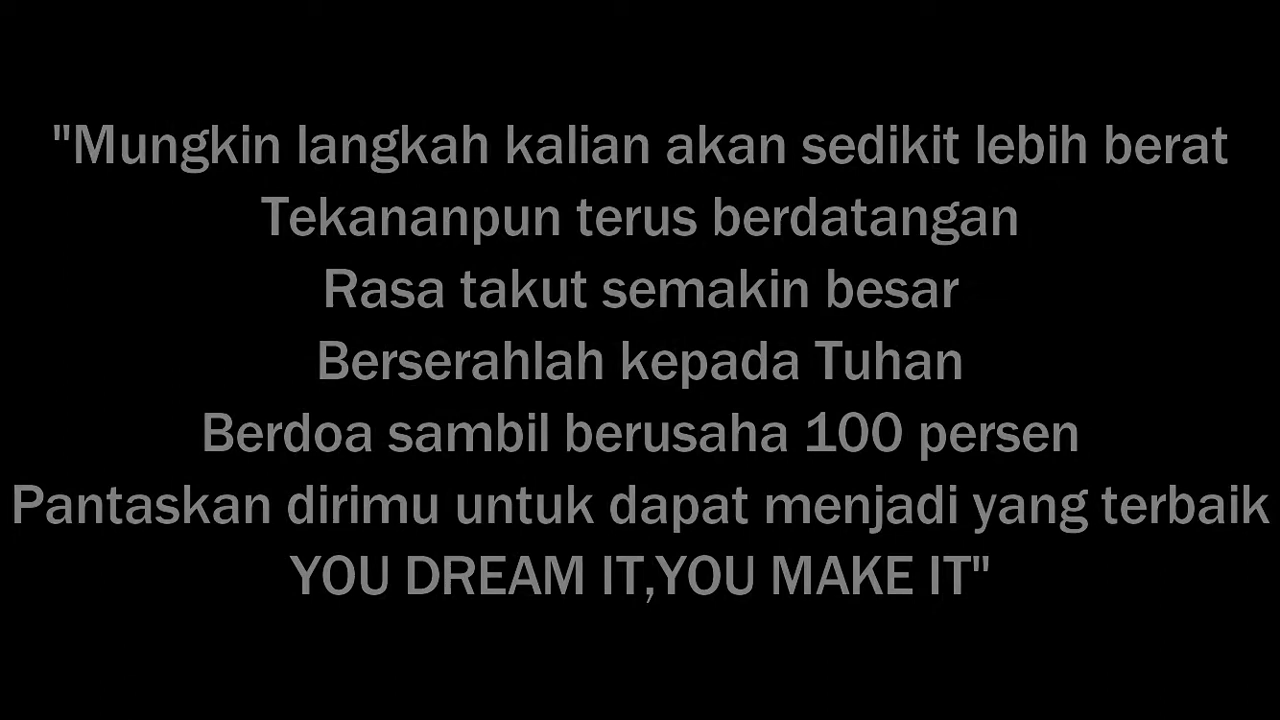 "Mungkin langkah kalian akan sedikit lebih berat
Tekananpun terus berdatangan
Rasa takut semakin besar
Berserahlah kepada Tuhan
Berdoa sambil berusaha 100 persen
Pantaskan dirimu untuk dapat menjadi yang terbaik
YOU DREAM IT,YOU MAKE IT"